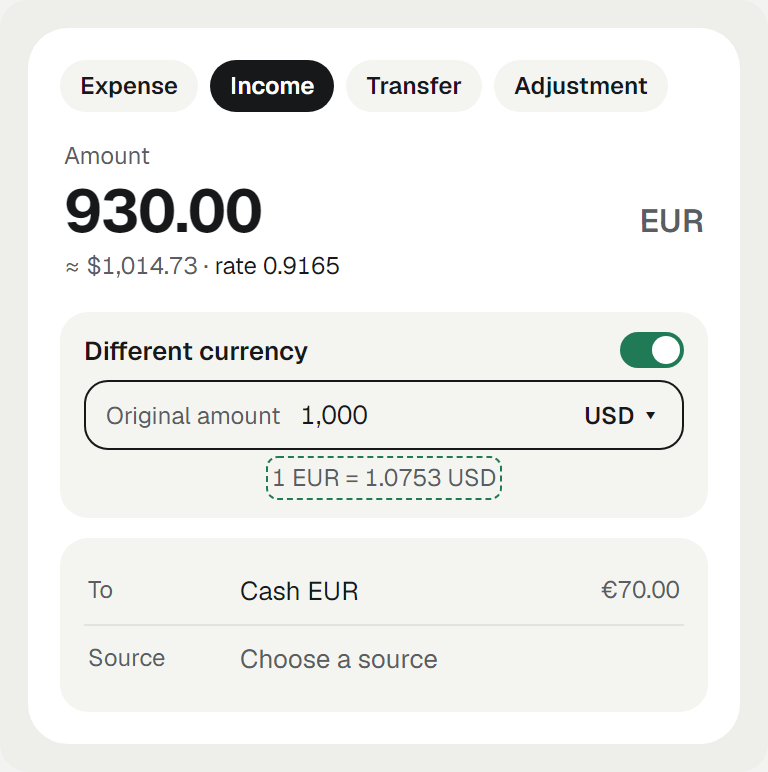 Expense Income Transfer Adjustment
Amount
930.00 EUR
≈ $1,014.73 · rate 0.9165
Different currency
Original amount 1,000 USD ▼
1 EUR = 1.0753 USD
To Cash EUR €70.00
Source Choose a source